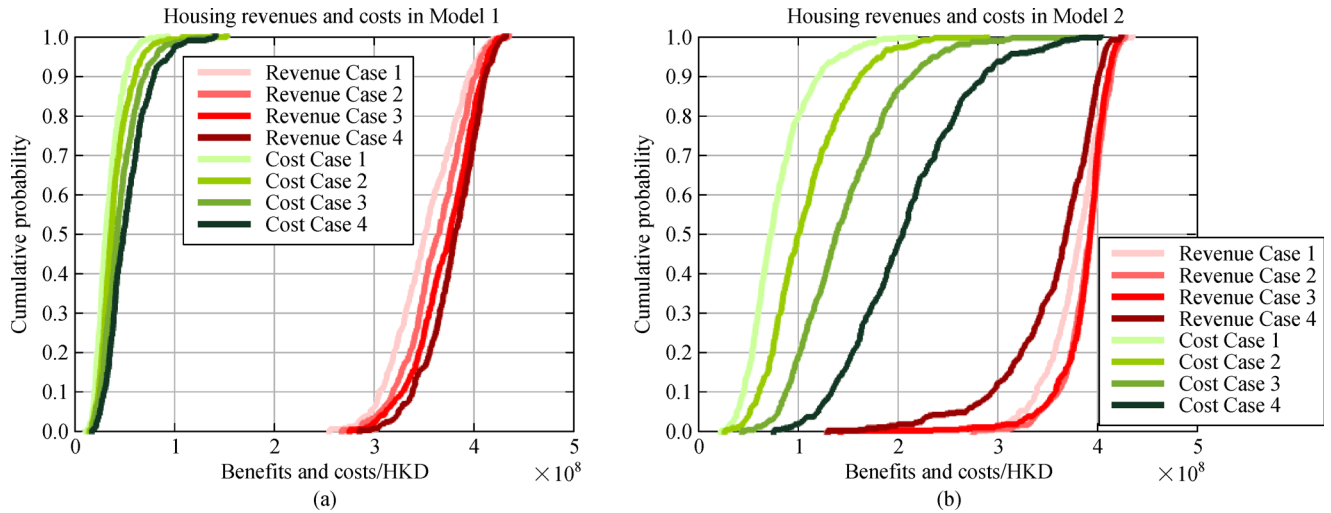 Housing revenues and costs in Model 1
1.0
0.9
0.8
0.7
0.6
0.5
0.4
0.3
0.2
0.1
0.0
Cumulative probability
Revenue Case 1
Revenue Case 2
Revenue Case 3
Revenue Case 4
Cost Case 1
Cost Case 2
Cost Case 3
Cost Case 4
1 2 3 4 5
Benefits and costs/HKD
×10⁸
(a)
Housing revenues and costs in Model 2
1.0
0.9
0.8
0.7
0.6
0.5
0.4
0.3
0.2
0.1
0.0
Cumulative probability
Revenue Case 1
Revenue Case 2
Revenue Case 3
Revenue Case 4
Cost Case 1
Cost Case 2
Cost Case 3
Cost Case 4
1 2 3 4 5
Benefits and costs/HKD
×10⁸
(b)